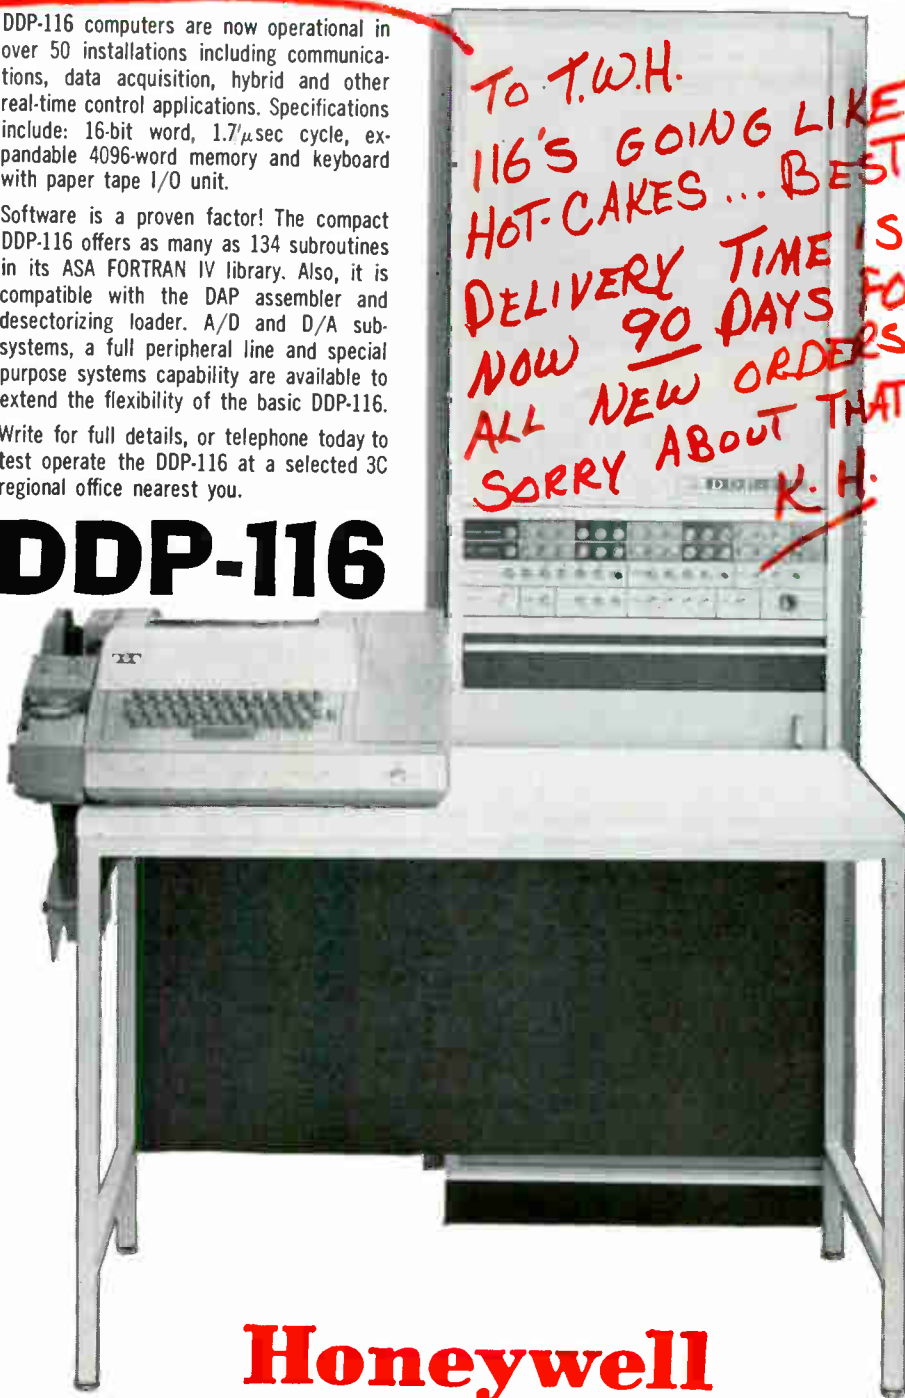 DDP-116 computers are now operational in
over 50 installations including communica-
tions, data acquisition, hybrid and other
real-time control applications. Specifications
include: 16-bit word, 1.7 μsec cycle, ex-
pandable 4096-word memory and keyboard
with paper tape I/O unit.
Software is a proven factor! The compact
DDP-116 offers as many as 134 subroutines
in its ASA FORTRAN IV library. Also, it is
compatible with the DAP assembler and
desectorizing loader. A/D and D/A sub-
systems, a full peripheral line and special
purpose systems capability are available to
extend the flexibility of the basic DDP-116.
Write for full details, or telephone today to
test operate the DDP-116 at a selected 3C
regional office nearest you.
DDP-116
TO T.W.H.
116'S GOING LIKE
HOT-CAKES ... BEST
DELIVERY TIME IS
NOW 90 DAYS FO
ALL NEW ORDERS
SORRY ABOUT THAT
K. H.
Honeywell